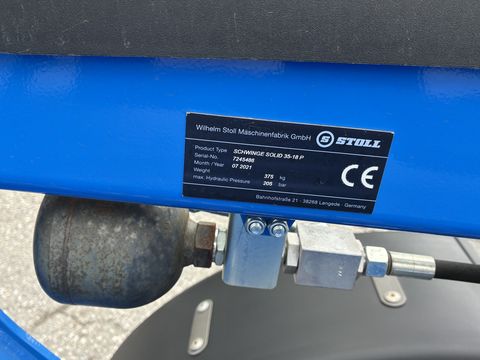 Wilhelm Stoll Maschinenfabrik GmbH
S STOLL
Product Type SCHWINGE SOLID 35-18 P
Serial-No. 7245486
Month / Year 07 2021
Weight 375 kg
max. Hydraulic Pressure 205 bar
CE
Bahnhofstraße 21 · 38268 Lengede · Germany